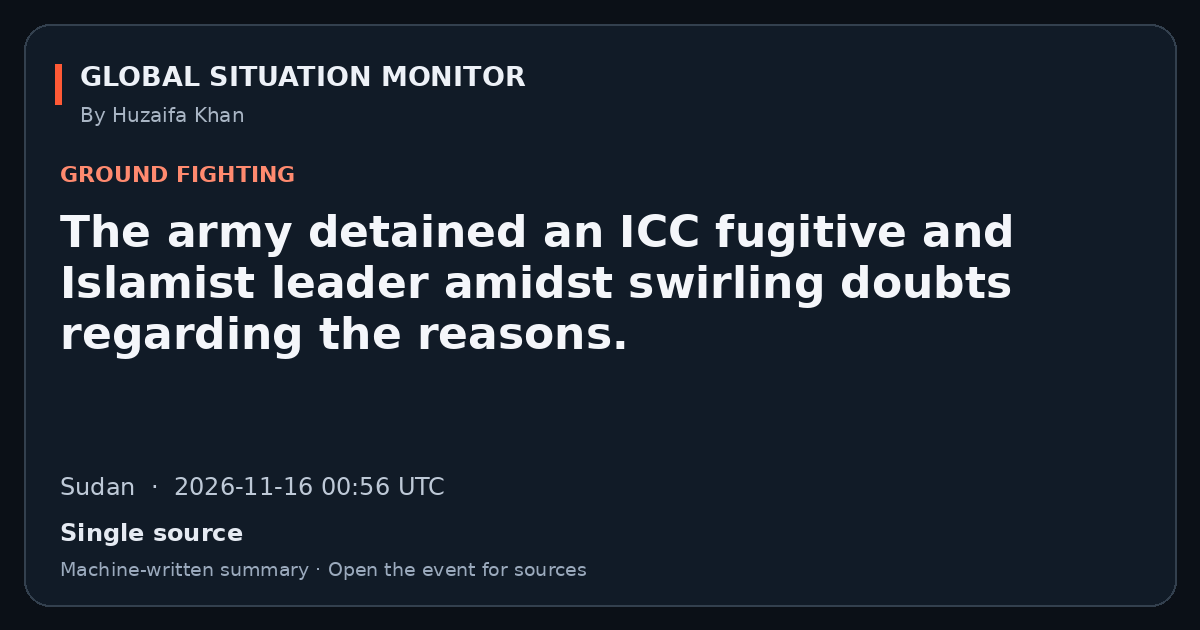 GLOBAL SITUATION MONITOR
By Huzaifa Khan
GROUND FIGHTING
The army detained an ICC fugitive and
Islamist leader amidst swirling doubts
regarding the reasons.
Sudan · 2026-11-16 00:56 UTC
Single source
Machine-written summary · Open the event for sources